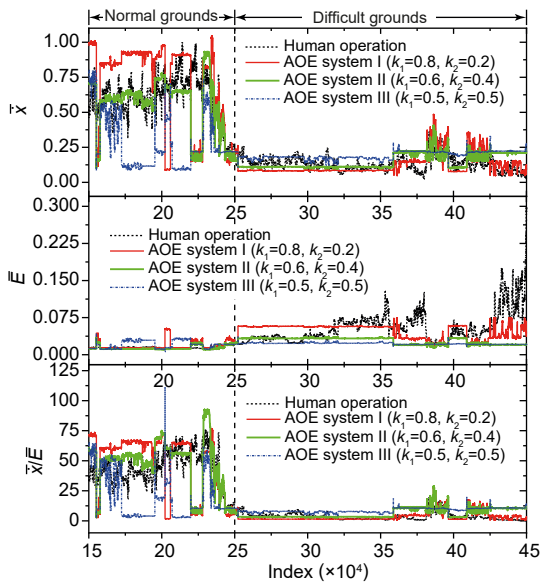 Normal grounds Difficult grounds
1.00
0.75
0.50
0.25
0.00
x̿
Human operation
AOE system I (k₁=0.8, k₂=0.2)
AOE system II (k₁=0.6, k₂=0.4)
AOE system III (k₁=0.5, k₂=0.5)
20 25 30 35 40 45
0.300
0.225
0.150
0.075
0.000
E̿
Human operation
AOE system I (k₁=0.8, k₂=0.2)
AOE system II (k₁=0.6, k₂=0.4)
AOE system III (k₁=0.5, k₂=0.5)
20 25 30 35 40 45
125
100
75
50
25
0
x̿/E̿
Human operation
AOE system I (k₁=0.8, k₂=0.2)
AOE system II (k₁=0.6, k₂=0.4)
AOE system III (k₁=0.5, k₂=0.5)
15 20 25 30 35 40 45
Index (×10⁴)